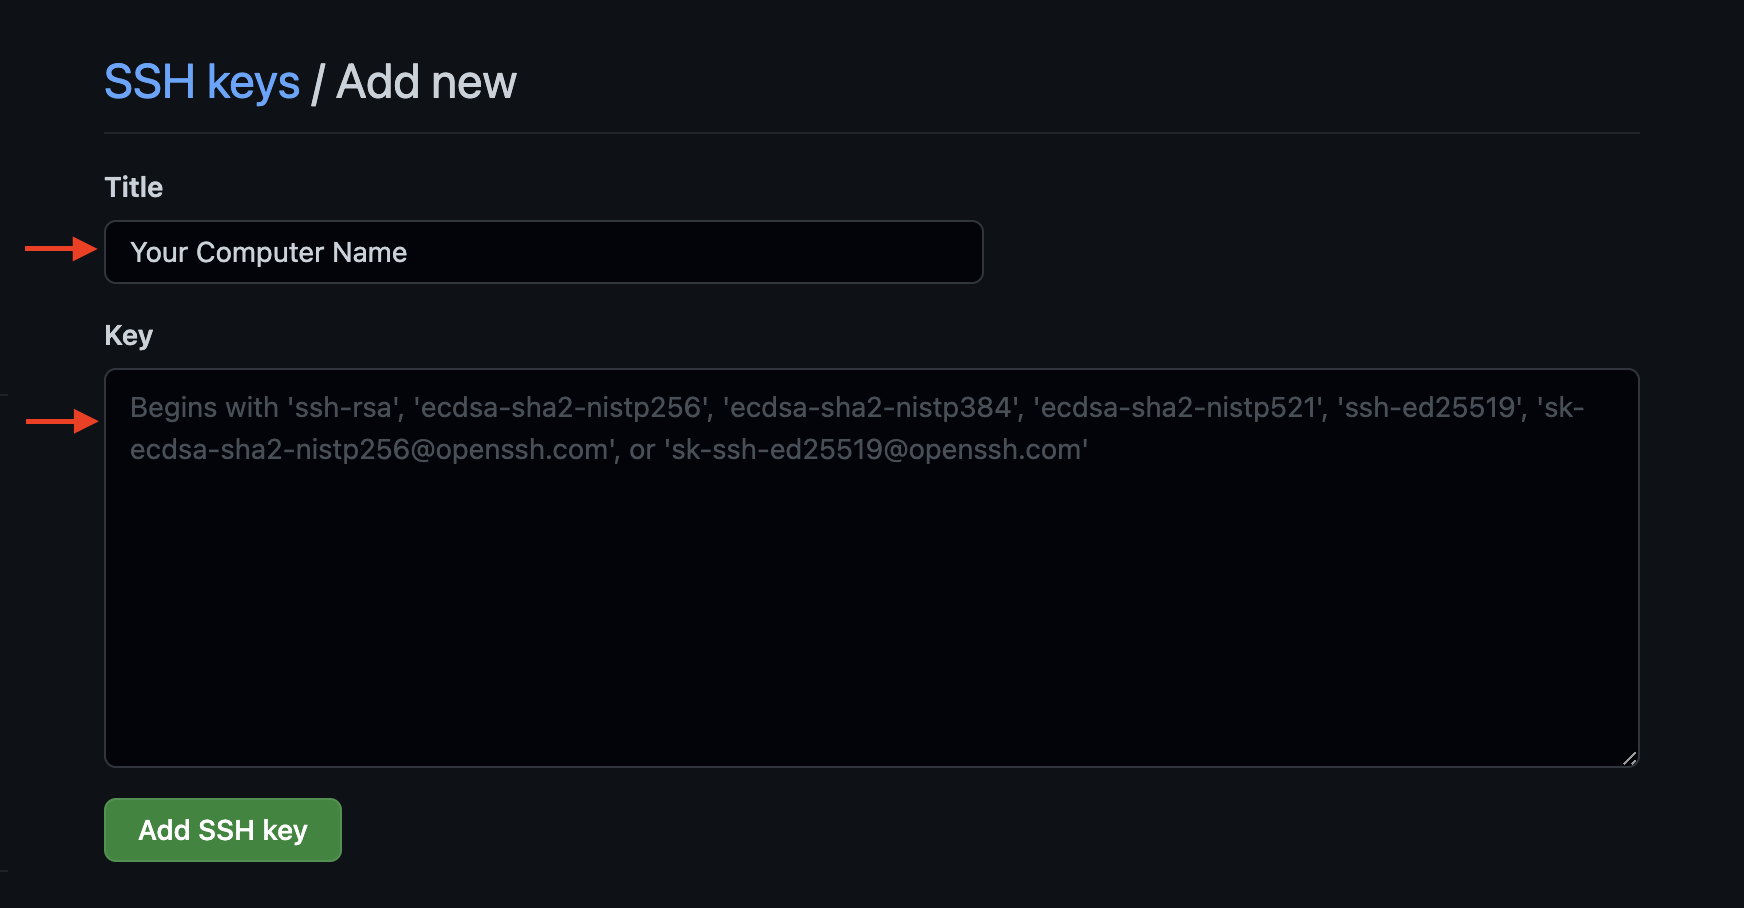 SSH keys / Add new
Title
Your Computer Name
Key
Begins with 'ssh-rsa', 'ecdsa-sha2-nistp256', 'ecdsa-sha2-nistp384', 'ecdsa-sha2-nistp521', 'ssh-ed25519', 'sk-
ecdsa-sha2-nistp256@openssh.com', or 'sk-ssh-ed25519@openssh.com'
Add SSH key